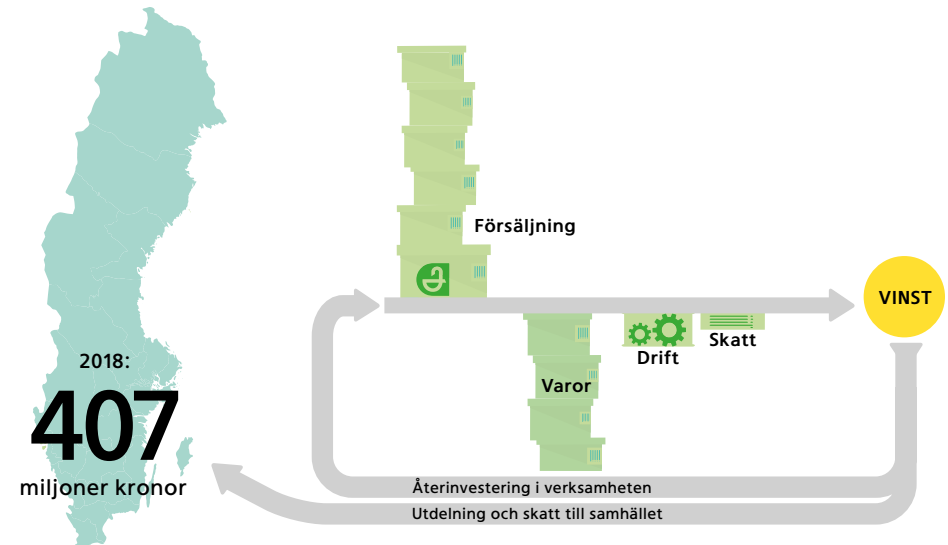 Försäljning
VINST
Skatt
Drift
Varor
2018:
407
miljoner kronor
Återinvestering i verksamheten
Utdelning och skatt till samhället